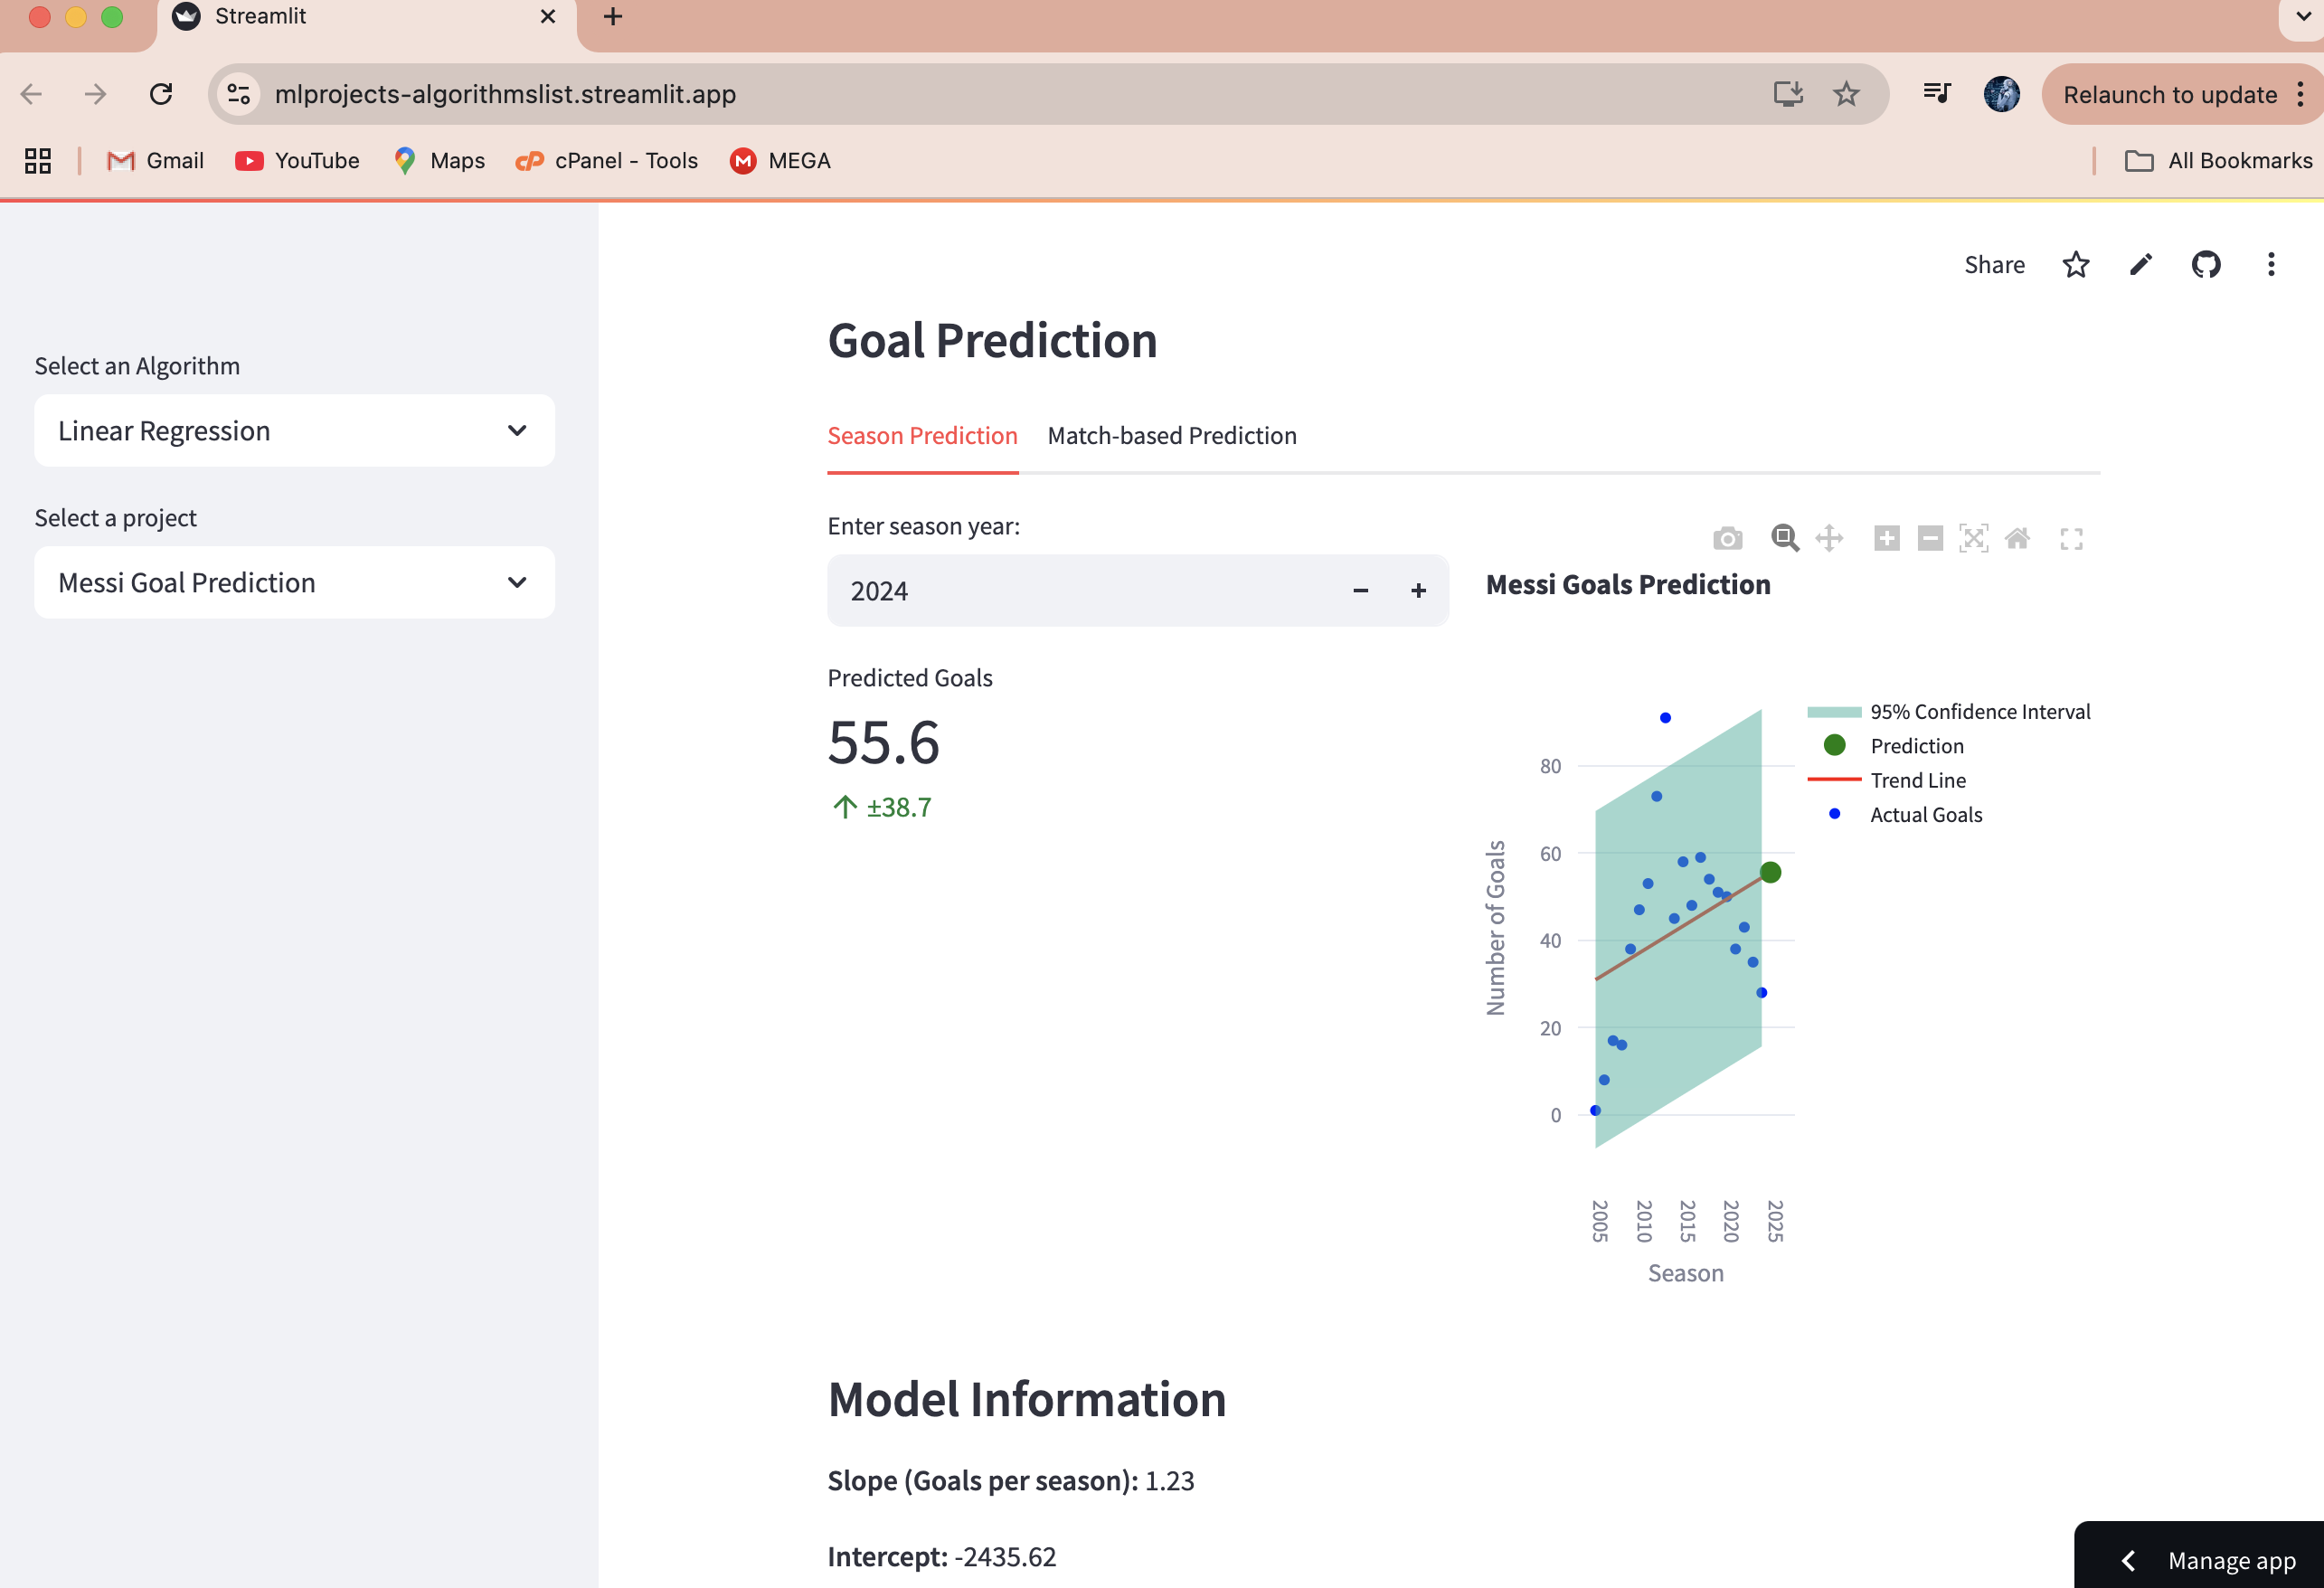 Streamlit
mlprojects-algorithmslist.streamlit.app
Relaunch to update
Gmail
YouTube
Maps
cPanel - Tools
MEGA
All Bookmarks
Share
Select an Algorithm
Linear Regression
Select a project
Messi Goal Prediction
Goal Prediction
Season Prediction
Match-based Prediction
Enter season year:
2024
Predicted Goals
55.6
±38.7
Messi Goals Prediction
95% Confidence Interval
Prediction
Trend Line
Actual Goals
Number of Goals
80
60
40
20
0
2005
2010
2015
2020
2025
Season
Model Information
Slope (Goals per season): 1.23
Intercept: -2435.62
Manage app